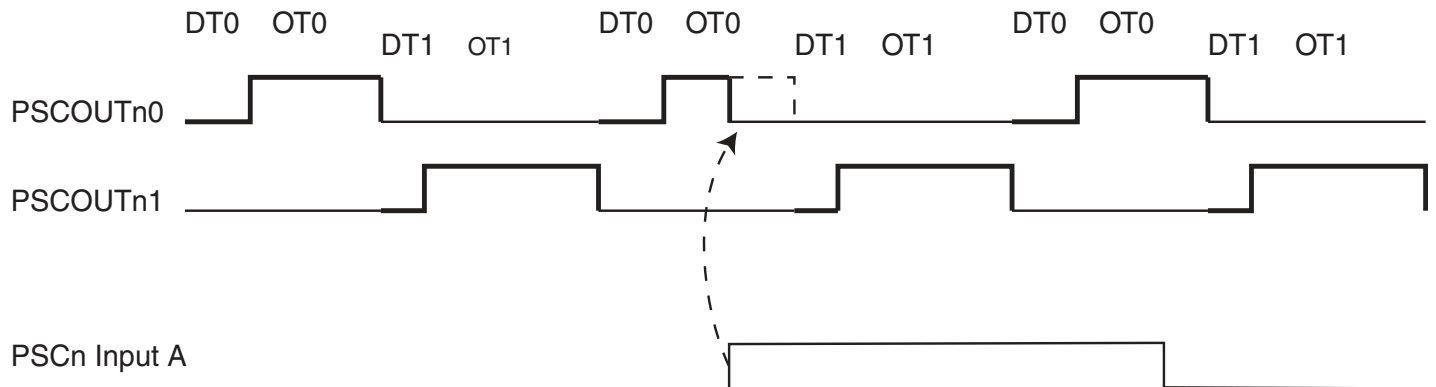 DT0 OT0 DT0 OT0 DT0 OT0
DT1 OT1 DT1 OT1 DT1 OT1
PSCOUTn0
PSCOUTn1
PSCn Input A